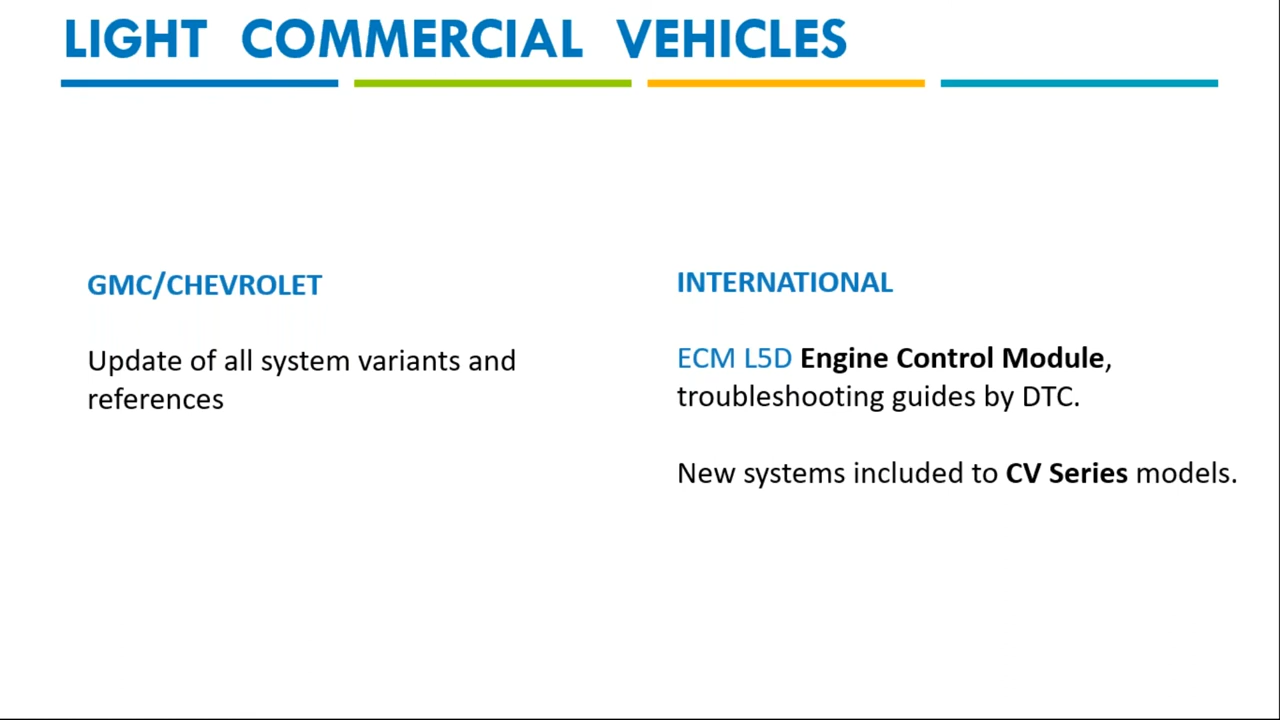 LIGHT COMMERCIAL VEHICLES
GMC/CHEVROLET
Update of all system variants and
references
INTERNATIONAL
ECM L5D Engine Control Module,
troubleshooting guides by DTC.
New systems included to CV Series models.